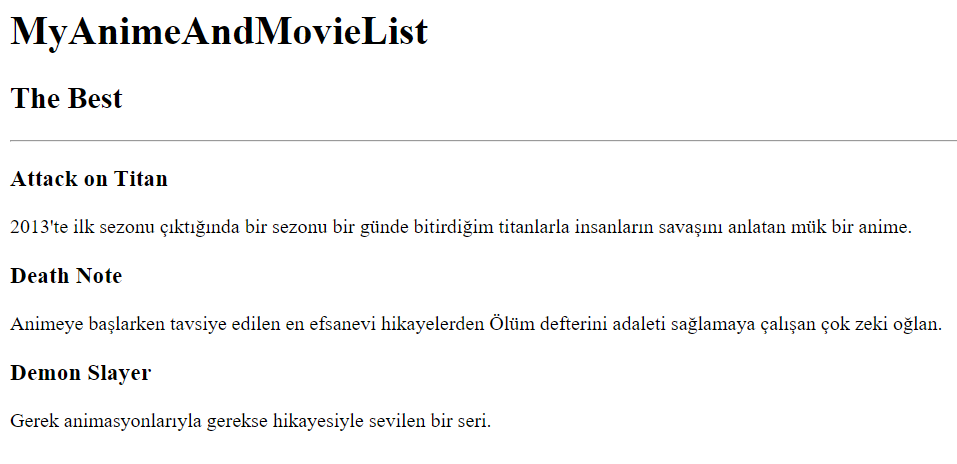 MyAnimeAndMovieList
The Best
Attack on Titan
2013'te ilk sezonu çıktığında bir sezonu bir günde bitirdiğim titanlarla insanların savaşını anlatan mük bir anime.
Death Note
Animeye başlarken tavsiye edilen en efsanevi hikayelerden Ölüm defterini adaleti sağlamaya çalışan çok zeki oğlan.
Demon Slayer
Gerek animasyonlarıyla gerekse hikayesiyle sevilen bir seri.